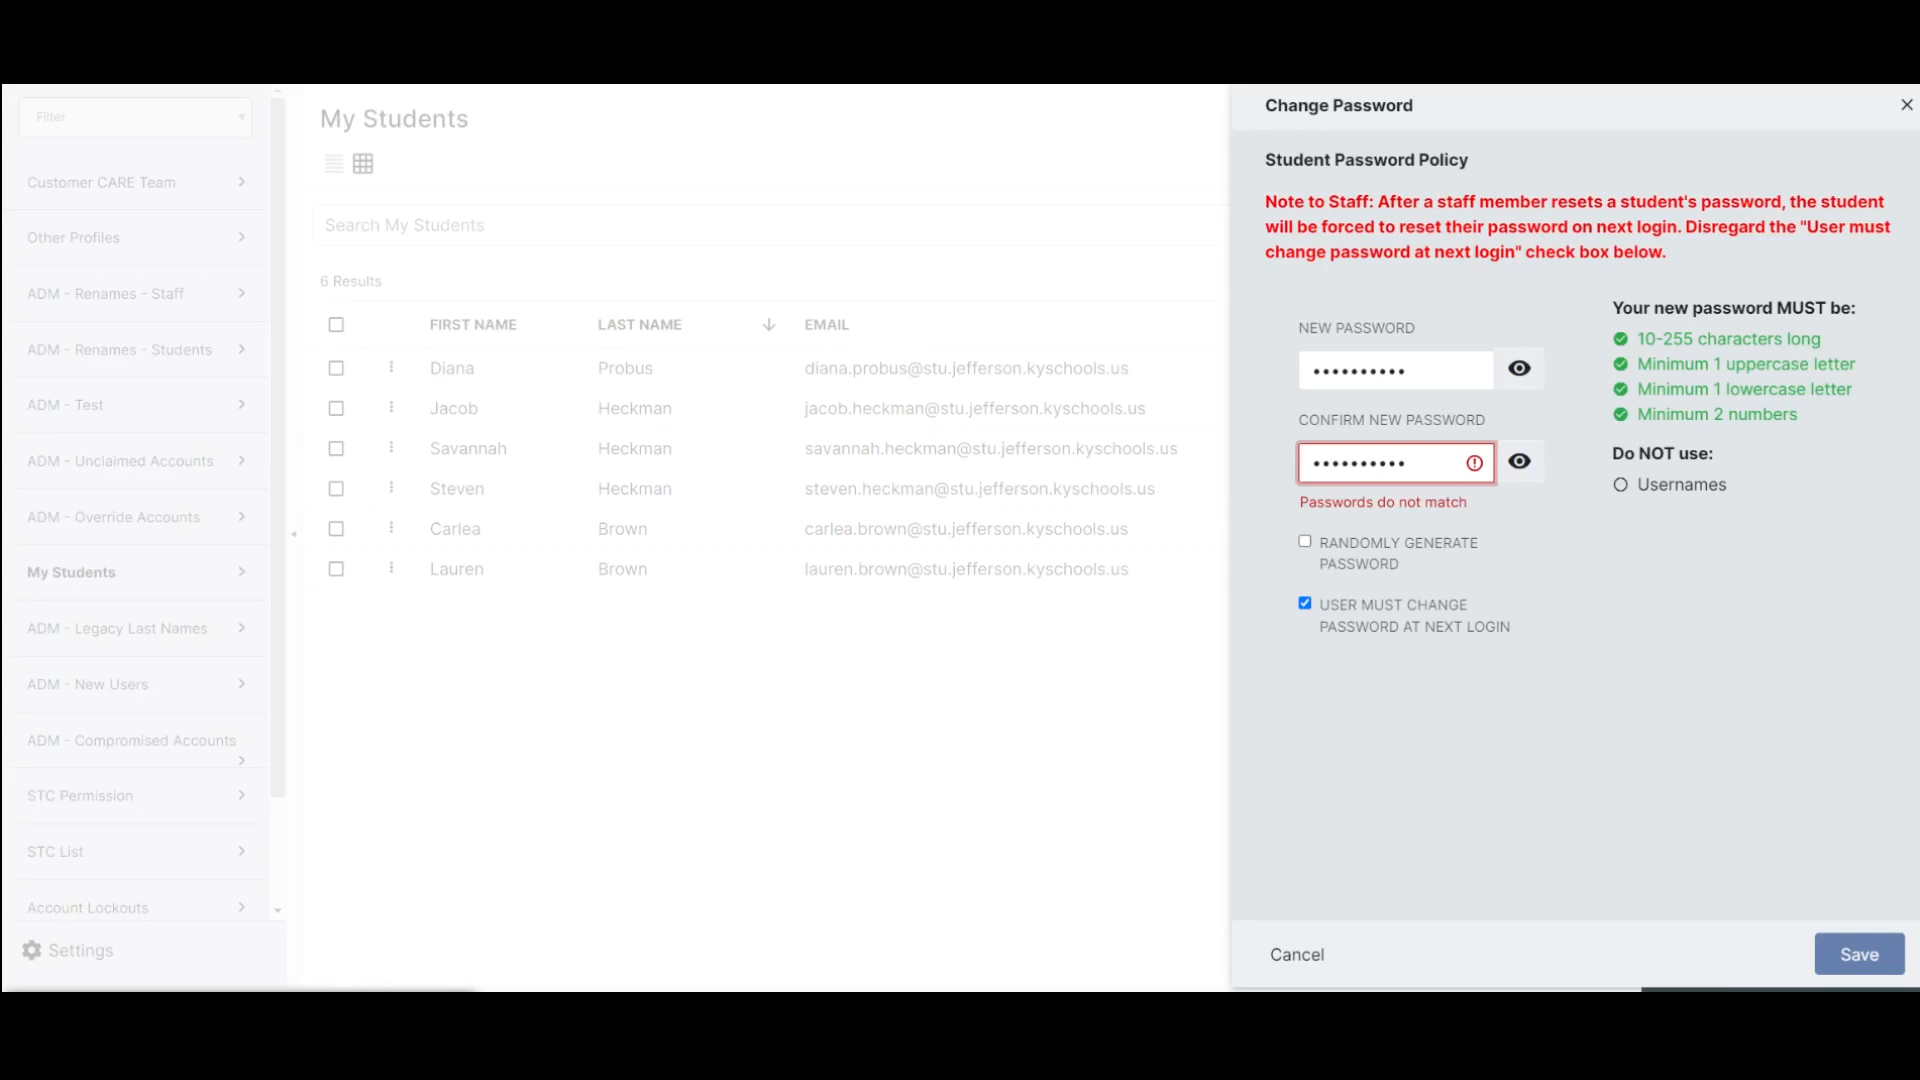 Filter
Customer CARE Team
Other Profiles
ADM - Renames - Staff
ADM - Renames - Students
ADM - Test
ADM - Unclaimed Accounts
ADM - Override Accounts
My Students
ADM - Legacy Last Names
ADM - New Users
ADM - Compromised Accounts
STC Permission
STC List
Account Lockouts
Settings
My Students
Search My Students
6 Results
FIRST NAME LAST NAME EMAIL
Diana Probus diana.probus@stu.jefferson.kyschools.us
Jacob Heckman jacob.heckman@stu.jefferson.kyschools.us
Savannah Heckman savannah.heckman@stu.jefferson.kyschools.us
Steven Heckman steven.heckman@stu.jefferson.kyschools.us
Carlea Brown carlea.brown@stu.jefferson.kyschools.us
Lauren Brown lauren.brown@stu.jefferson.kyschools.us
Change Password
Student Password Policy
Note to Staff: After a staff member resets a student's password, the student
will be forced to reset their password on next login. Disregard the "User must
change password at next login" check box below.
NEW PASSWORD
••••••••••
CONFIRM NEW PASSWORD
••••••••••
Passwords do not match
RANDOMLY GENERATE
PASSWORD
USER MUST CHANGE
PASSWORD AT NEXT LOGIN
Your new password MUST be:
10-255 characters long
Minimum 1 uppercase letter
Minimum 1 lowercase letter
Minimum 2 numbers
Do NOT use:
Usernames
Cancel
Save